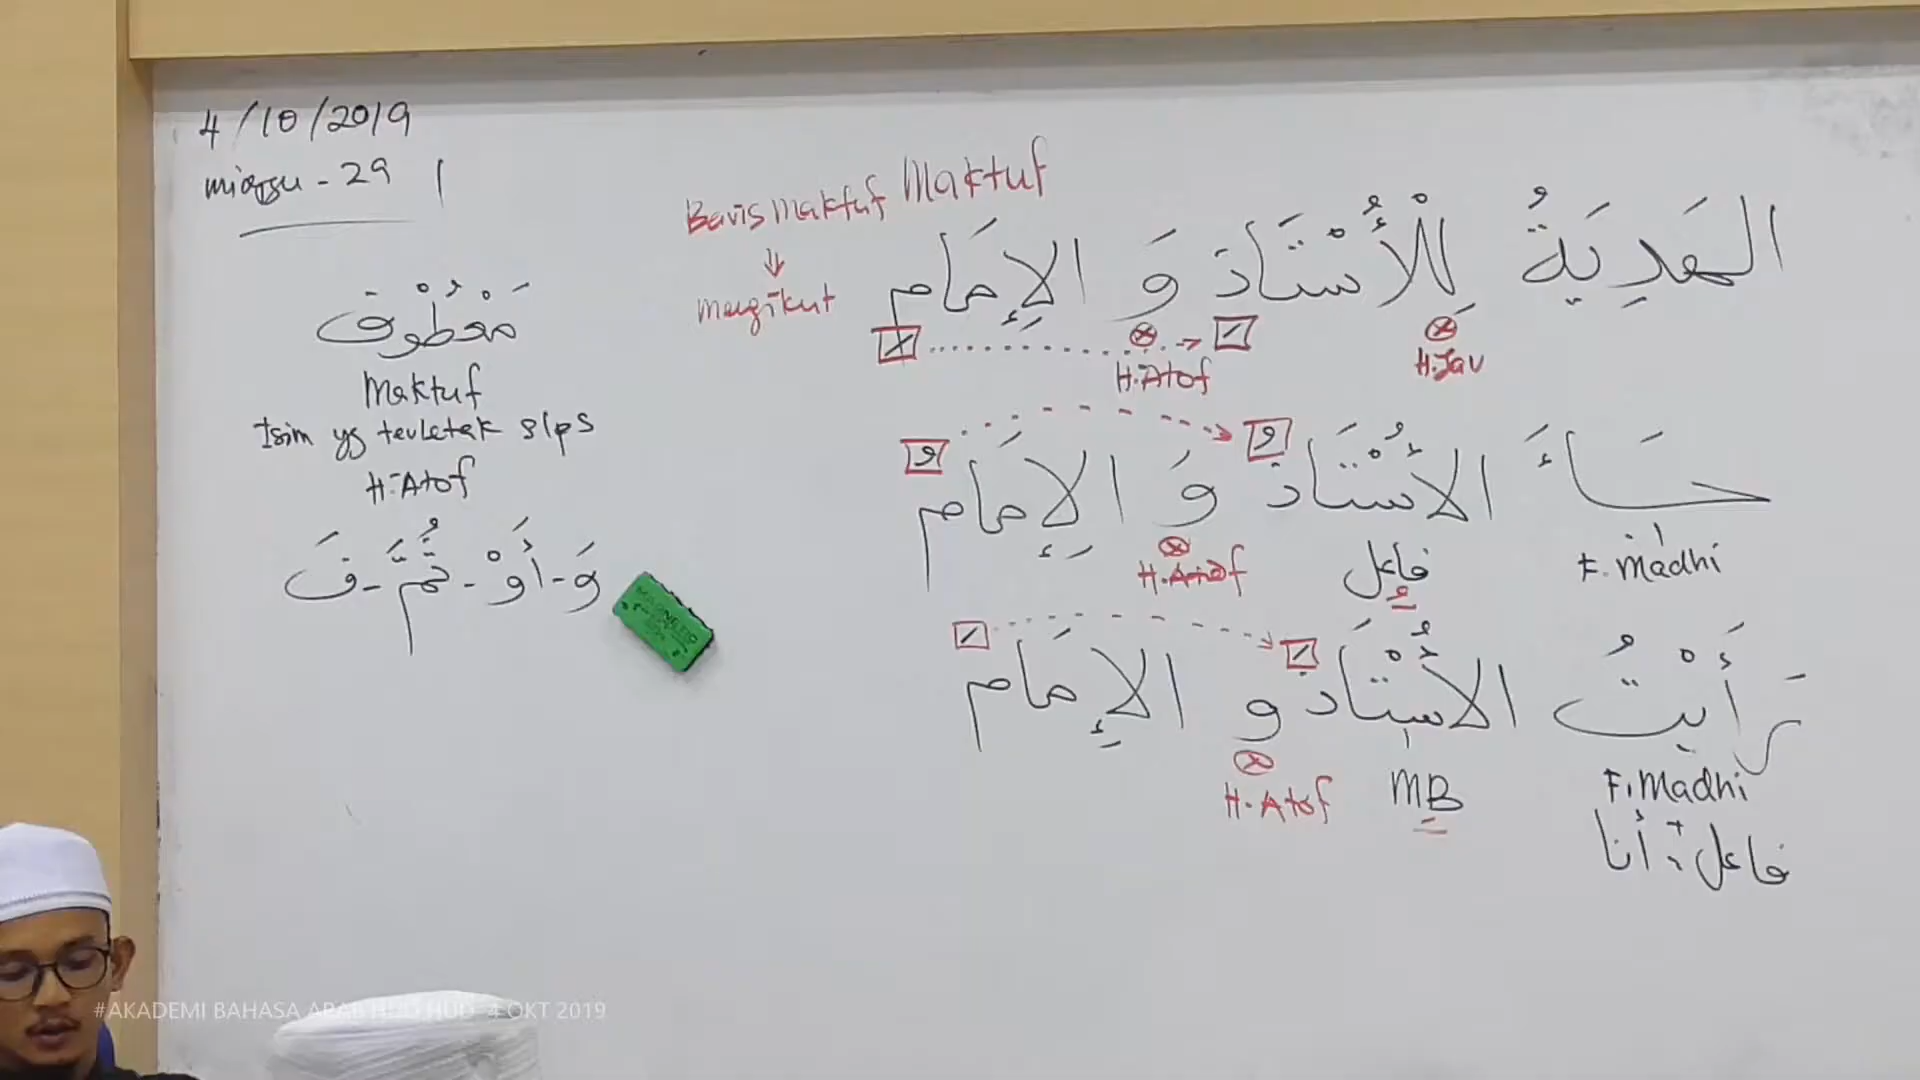 4/10/2019
minggu - 29
مَعْطُوْف
Maktuf
Isim yg terletak slps
H. Atof
وَ - أَوْ - ثُمَّ - فَ
Baris maktuf Maktuf
⇓
mengikut
الهَدِيَةُ لِلْأُسْتَاذ وَ الإِمَام
H. Atof H. Jar
جَاءَ الأُسْتَاذ وَ الإِمَام
H. Atof فاعل F. Madhi
رَأَيْتُ الأُسْتَاذ و الإِمَام
H. Atof MB F. Madhi
فاعل : أنا
MAGNETIC
#AKADEMI BAHASA ARAB HUD HUD 4 OKT 2019